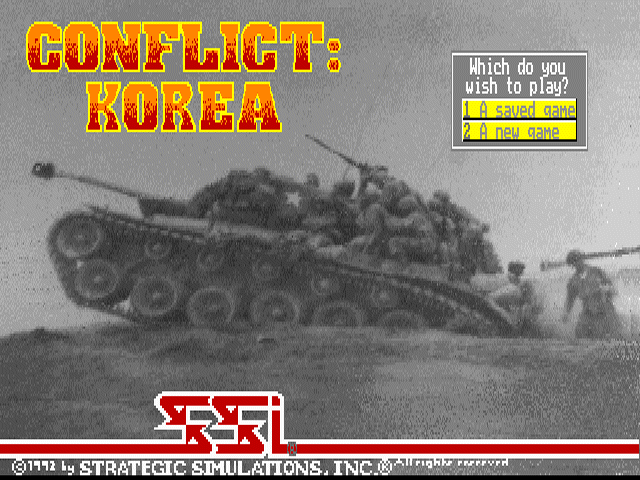 CONFLICT:
KOREA
Which do you
wish to play?
1 A saved game
2 A new game
SSI
©1992 by STRATEGIC SIMULATIONS, INC.® All rights reserved